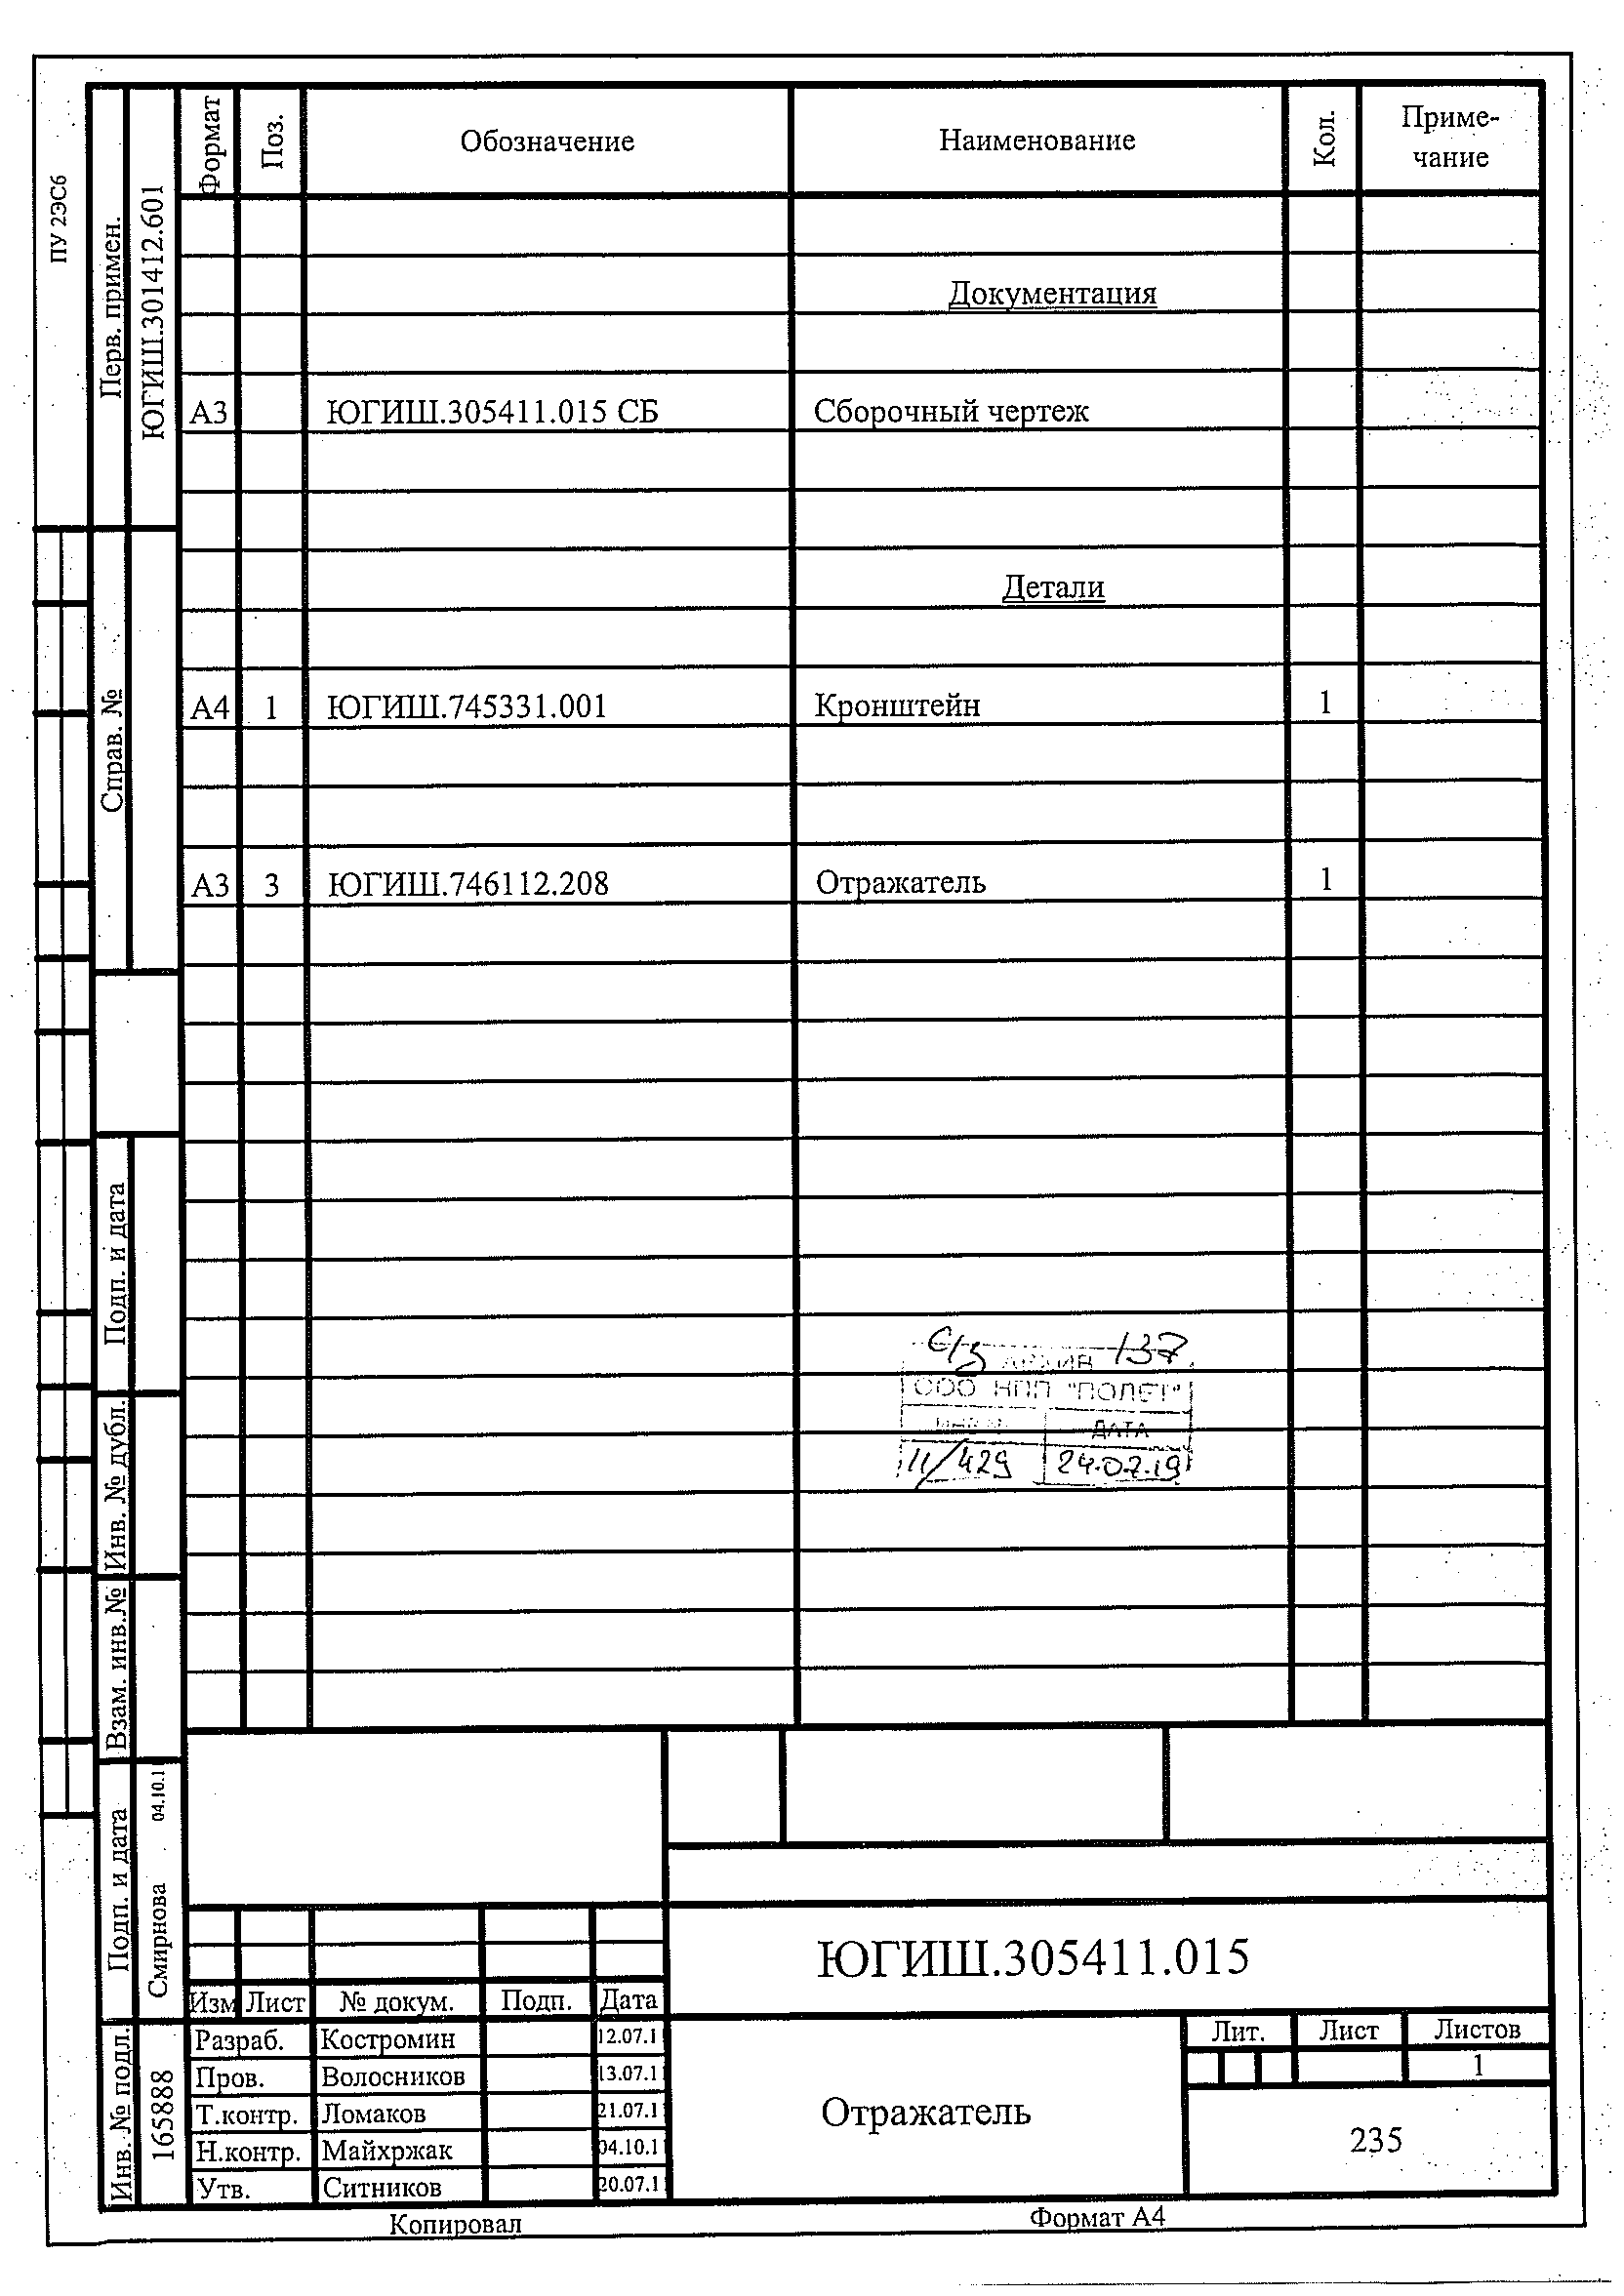 ПУ 2ЭС6
Перв. примен.
ЮГИШ.301412.601
Справ. №
Подп. и дата
Инв. № дубл.
Взам. инв.№
Подп. и дата
Смирнова 04.10.1
Инв. № подл.
165888
Формат Поз. Обозначение Наименование Кол. Приме-
чание
Документация
А3 ЮГИШ.305411.015 СБ Сборочный чертеж
Детали
А4 1 ЮГИШ.745331.001 Кронштейн 1
А3 3 ЮГИШ.746112.208 Отражатель 1
АРХИВ 137
ООО НПП "ПОЛЕТ"
ДАТА
11/429 24.07.19
ЮГИШ.305411.015
Изм Лист № докум. Подп. Дата
Разраб. Костромин 12.07.1
Пров. Волосников 13.07.1
Т.контр. Ломаков 21.07.1
Н.контр. Майхржак 04.10.1
Утв. Ситников 20.07.1
Отражатель
Лит. Лист Листов
1
235
Копировал Формат А4